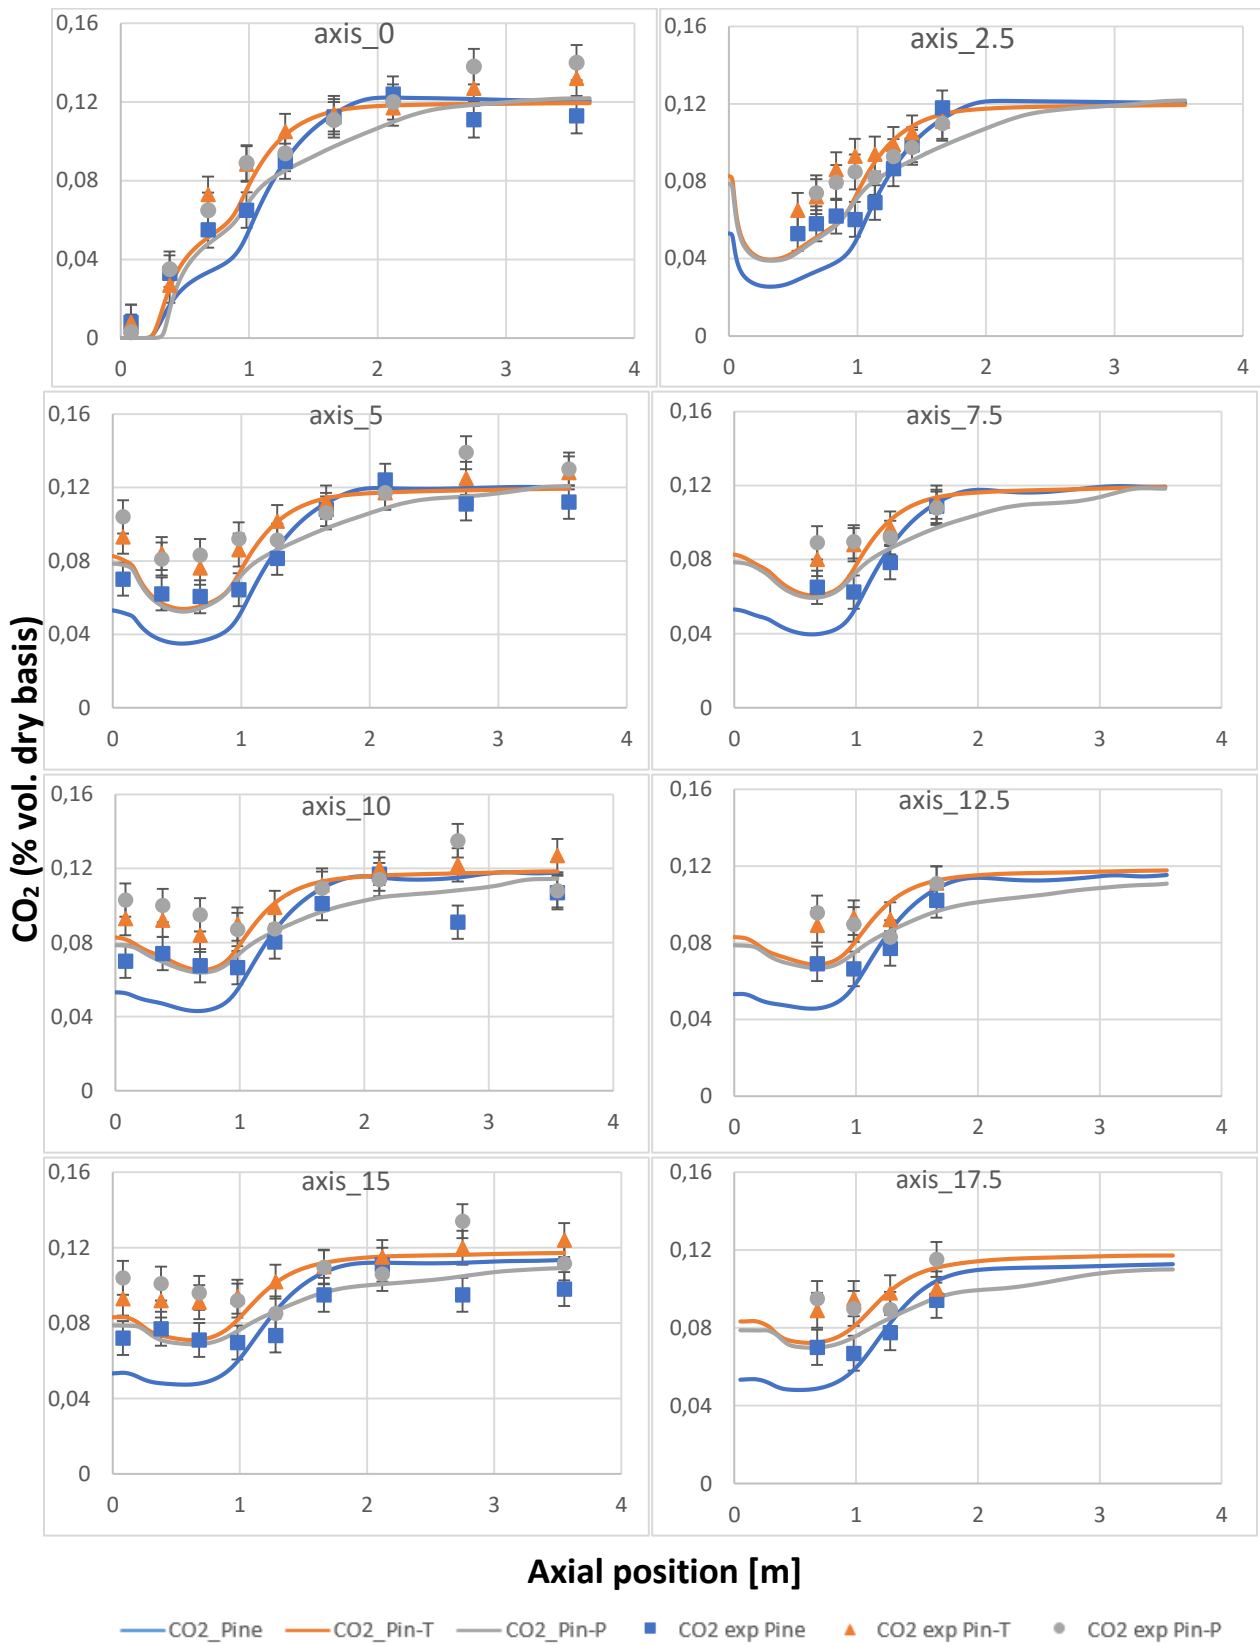 axis_0
0,16
0,12
0,08
0,04
0
0 1 2 3 4
axis_2.5
0,16
0,12
0,08
0,04
0
0 1 2 3 4
axis_5
0,16
0,12
0,08
0,04
0
0 1 2 3 4
axis_7.5
0,16
0,12
0,08
0,04
0
0 1 2 3 4
axis_10
0,16
0,12
0,08
0,04
0
0 1 2 3 4
axis_12.5
0,16
0,12
0,08
0,04
0
0 1 2 3 4
axis_15
0,16
0,12
0,08
0,04
0
0 1 2 3 4
axis_17.5
0,16
0,12
0,08
0,04
0
0 1 2 3 4
CO₂ (% vol. dry basis)
Axial position [m]
CO2_Pine CO2_Pin-T CO2_Pin-P CO2 exp Pine CO2 exp Pin-T CO2 exp Pin-P